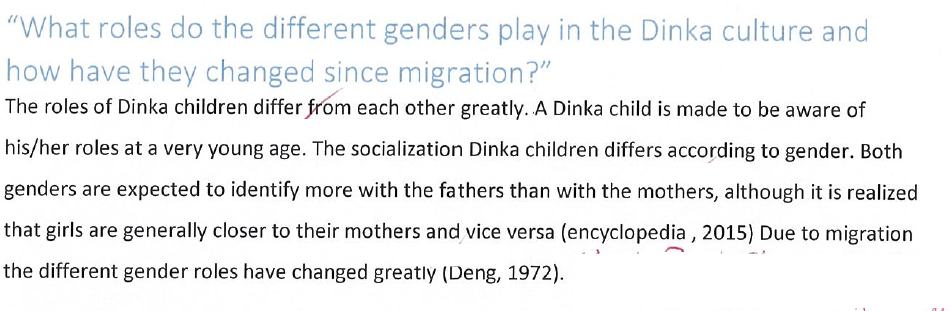 “What roles do the different genders play in the Dinka culture and
how have they changed since migration?”
The roles of Dinka children differ from each other greatly. A Dinka child is made to be aware of
his/her roles at a very young age. The socialization Dinka children differs according to gender. Both
genders are expected to identify more with the fathers than with the mothers, although it is realized
that girls are generally closer to their mothers and vice versa (encyclopedia , 2015) Due to migration
the different gender roles have changed greatly (Deng, 1972).